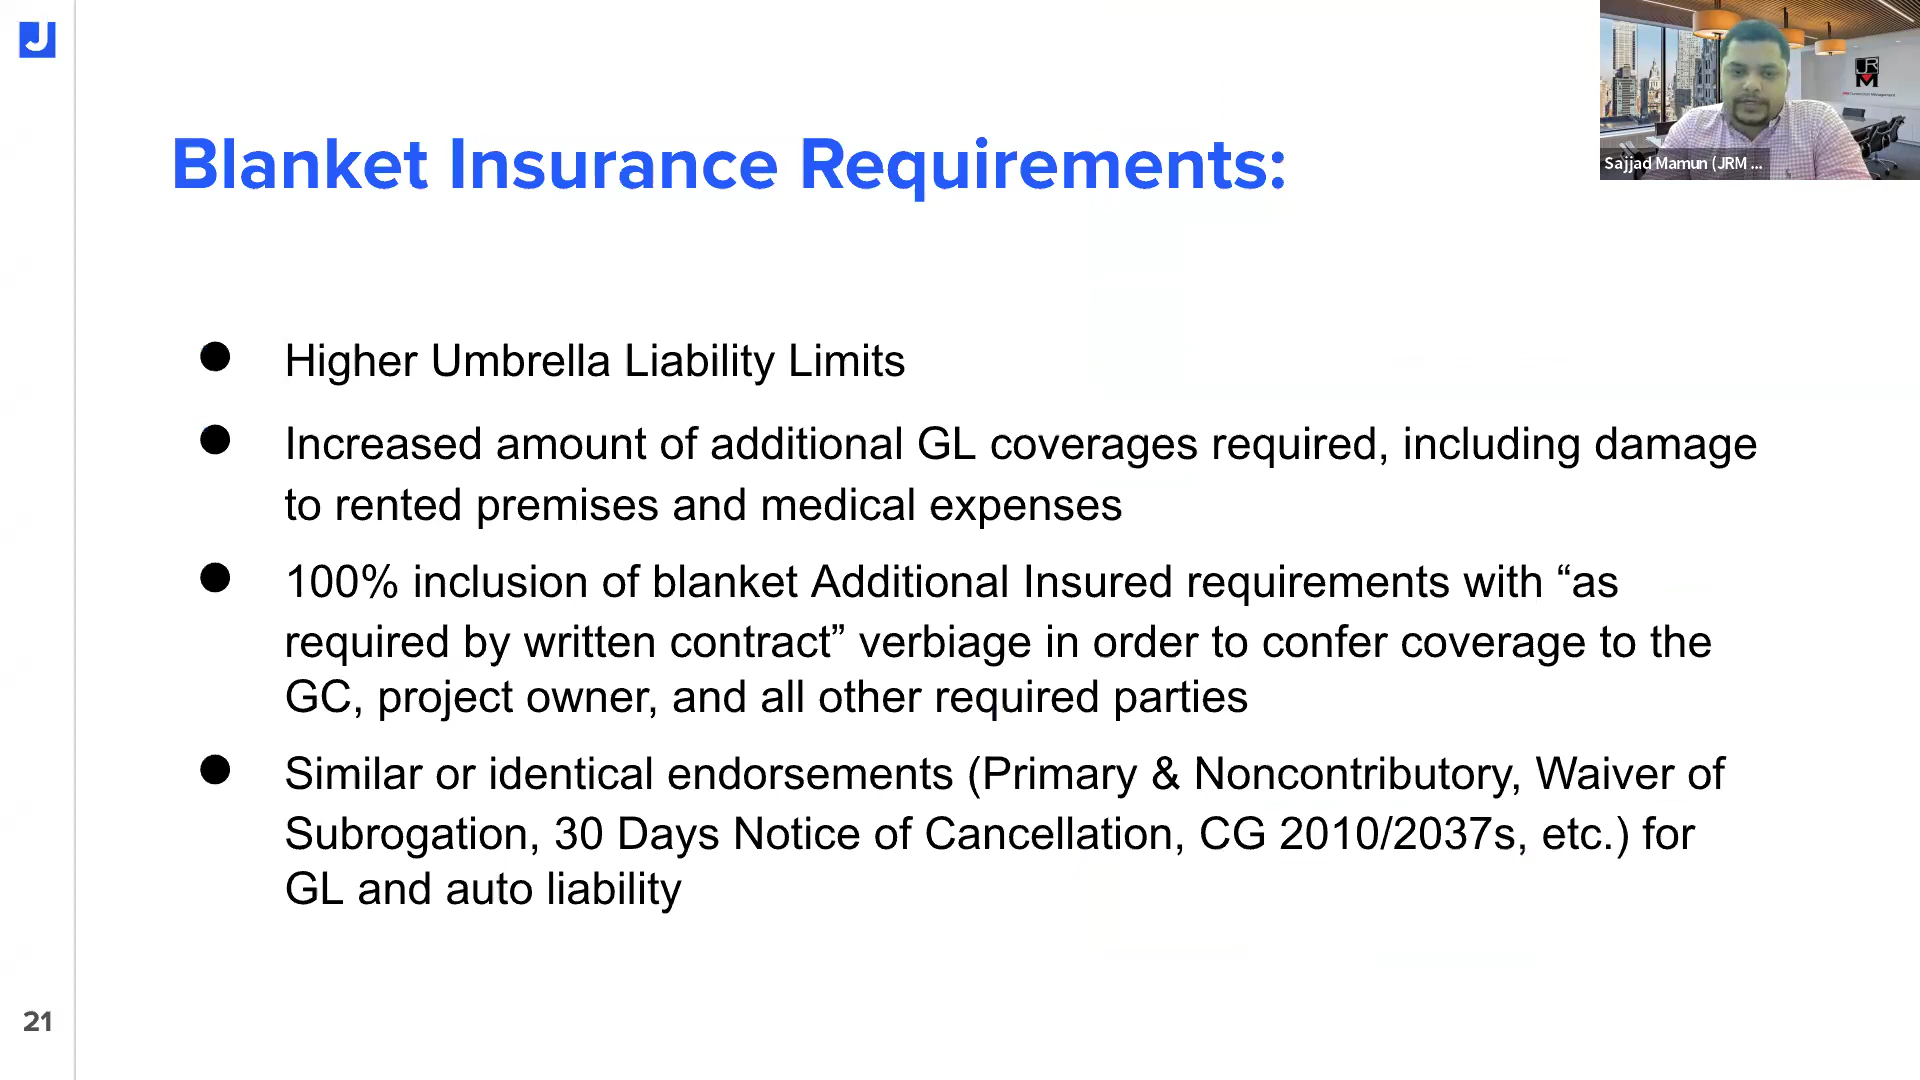 J
Sajjad Mamun (JRM ...
JRM
Blanket Insurance Requirements:
● Higher Umbrella Liability Limits
● Increased amount of additional GL coverages required, including damage
to rented premises and medical expenses
● 100% inclusion of blanket Additional Insured requirements with “as
required by written contract” verbiage in order to confer coverage to the
GC, project owner, and all other required parties
● Similar or identical endorsements (Primary & Noncontributory, Waiver of
Subrogation, 30 Days Notice of Cancellation, CG 2010/2037s, etc.) for
GL and auto liability
21